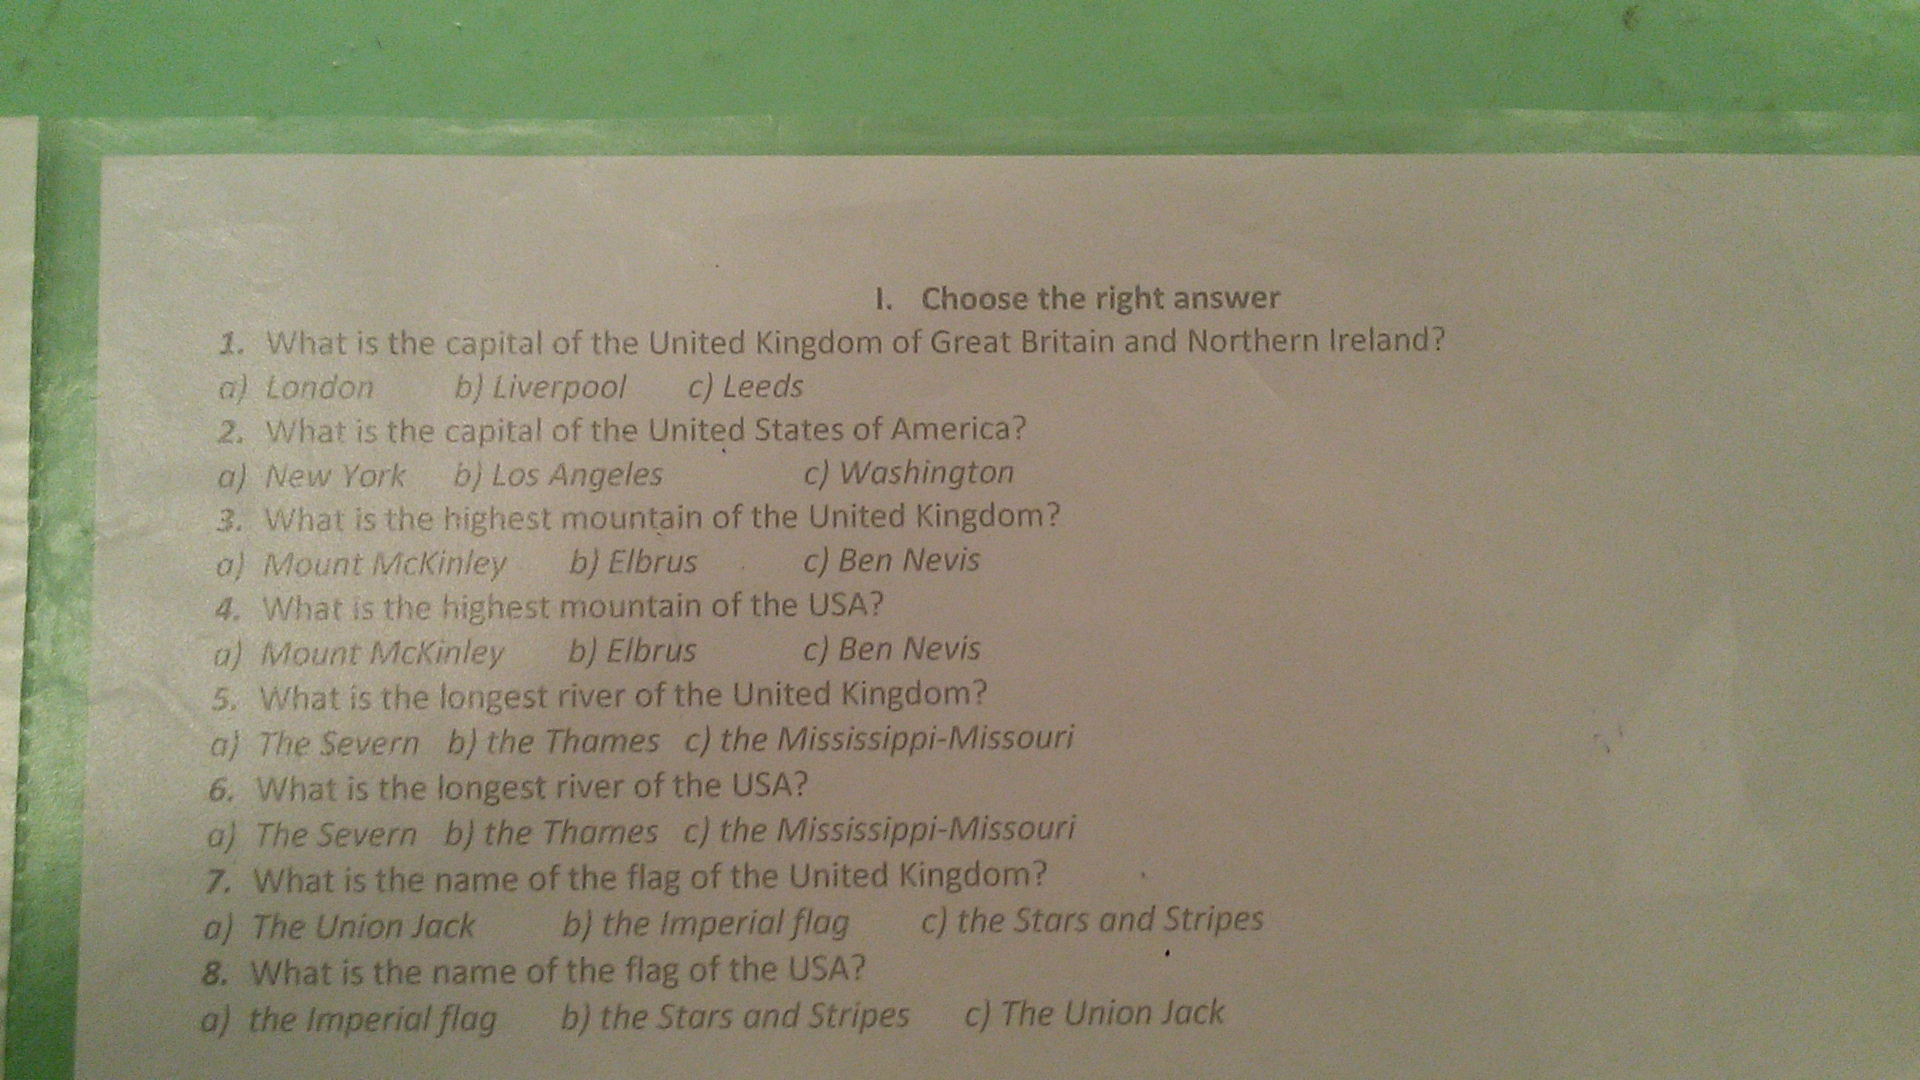 I. Choose the right answer
1. What is the capital of the United Kingdom of Great Britain and Northern Ireland?
a) London b) Liverpool c) Leeds
2. What is the capital of the United States of America?
a) New York b) Los Angeles c) Washington
3. What is the highest mountain of the United Kingdom?
a) Mount McKinley b) Elbrus c) Ben Nevis
4. What is the highest mountain of the USA?
a) Mount McKinley b) Elbrus c) Ben Nevis
5. What is the longest river of the United Kingdom?
a) The Severn b) the Thames c) the Mississippi-Missouri
6. What is the longest river of the USA?
a) The Severn b) the Thames c) the Mississippi-Missouri
7. What is the name of the flag of the United Kingdom?
a) The Union Jack b) the Imperial flag c) the Stars and Stripes
8. What is the name of the flag of the USA?
a) the Imperial flag b) the Stars and Stripes c) The Union Jack